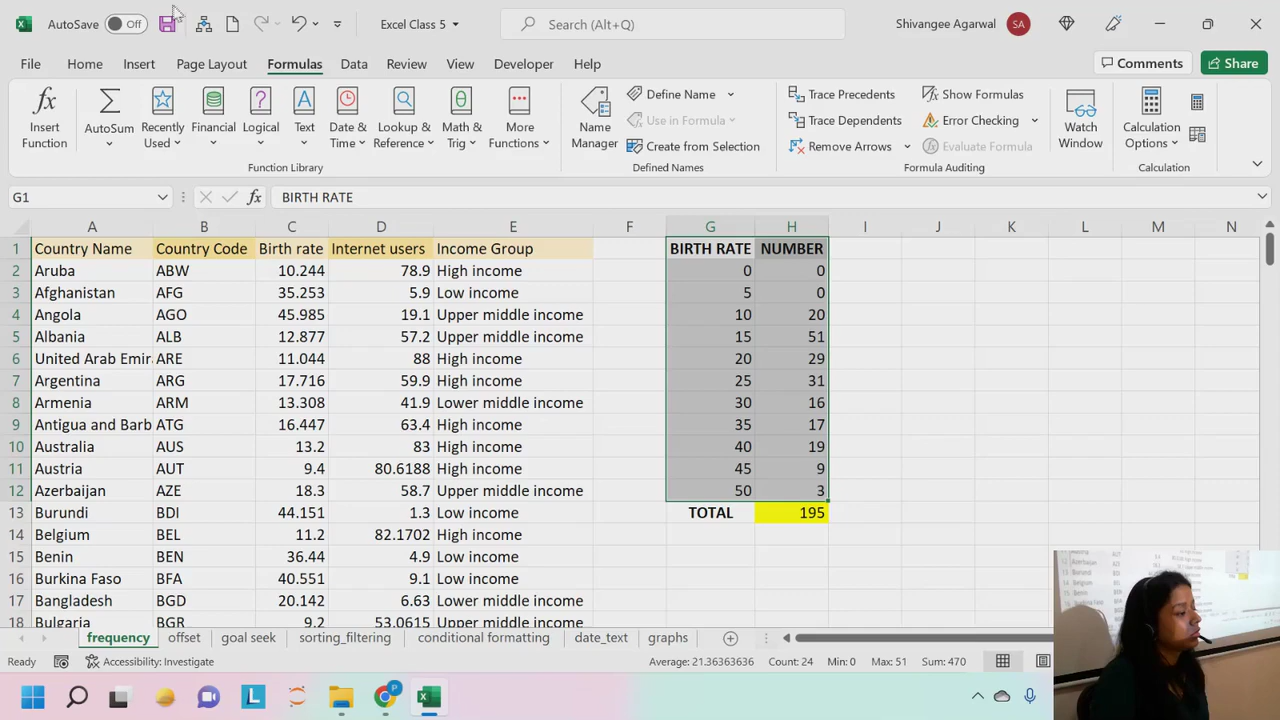 AutoSave Off Excel Class 5 Search (Alt+Q) Shivangee Agarwal SA
File Home Insert Page Layout Formulas Data Review View Developer Help Comments Share
Insert Function
AutoSum
Recently Used
Financial
Logical
Text
Date & Time
Lookup & Reference
Math & Trig
More Functions
Function Library
Name Manager
Define Name
Use in Formula
Create from Selection
Defined Names
Trace Precedents
Trace Dependents
Remove Arrows
Show Formulas
Error Checking
Evaluate Formula
Formula Auditing
Watch Window
Calculation Options
Calculation
G1 fx BIRTH RATE
A B C D E F G H I J K L M N
1 Country Name Country Code Birth rate Internet users Income Group BIRTH RATE NUMBER
2 Aruba ABW 10.244 78.9 High income 0 0
3 Afghanistan AFG 35.253 5.9 Low income 5 0
4 Angola AGO 45.985 19.1 Upper middle income 10 20
5 Albania ALB 12.877 57.2 Upper middle income 15 51
6 United Arab Emir ARE 11.044 88 High income 20 29
7 Argentina ARG 17.716 59.9 High income 25 31
8 Armenia ARM 13.308 41.9 Lower middle income 30 16
9 Antigua and Barb ATG 16.447 63.4 High income 35 17
10 Australia AUS 13.2 83 High income 40 19
11 Austria AUT 9.4 80.6188 High income 45 9
12 Azerbaijan AZE 18.3 58.7 Upper middle income 50 3
13 Burundi BDI 44.151 1.3 Low income TOTAL 195
14 Belgium BEL 11.2 82.1702 High income
15 Benin BEN 36.44 4.9 Low income
16 Burkina Faso BFA 40.551 9.1 Low income
17 Bangladesh BGD 20.142 6.63 Lower middle income
18 Bulgaria BGR 9.2 53.0615 Upper middle income
frequency offset goal seek sorting_filtering conditional formatting date_text graphs
Ready Accessibility: Investigate Average: 21.36363636 Count: 24 Min: 0 Max: 51 Sum: 470